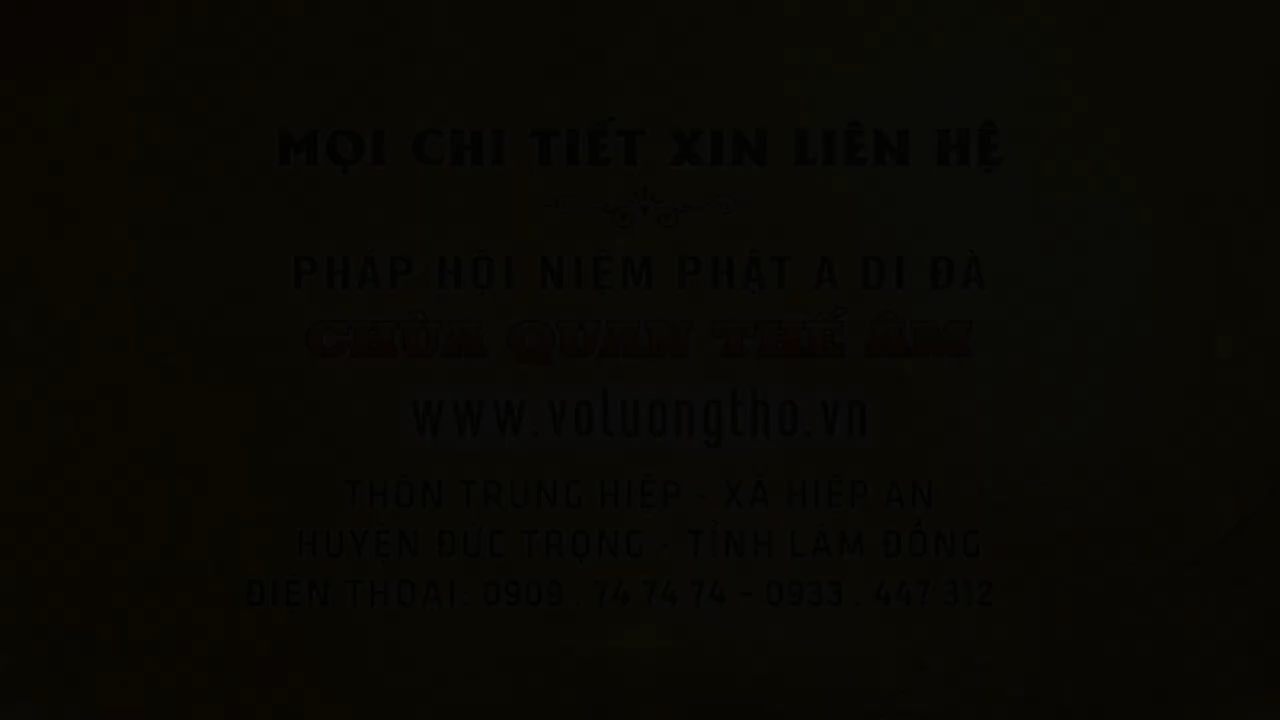 MỌI CHI TIẾT XIN LIÊN HỆ
PHÁP HỘI NIỆM PHẬT A DI ĐÀ
CHÙA QUAN THẾ ÂM
www.voluongtho.vn
THÔN TRUNG HIỆP - XÃ HIỆP AN
HUYỆN ĐỨC TRỌNG - TỈNH LÂM ĐỒNG
ĐIỆN THOẠI: 0909 . 74 74 74 - 0933 . 447 312